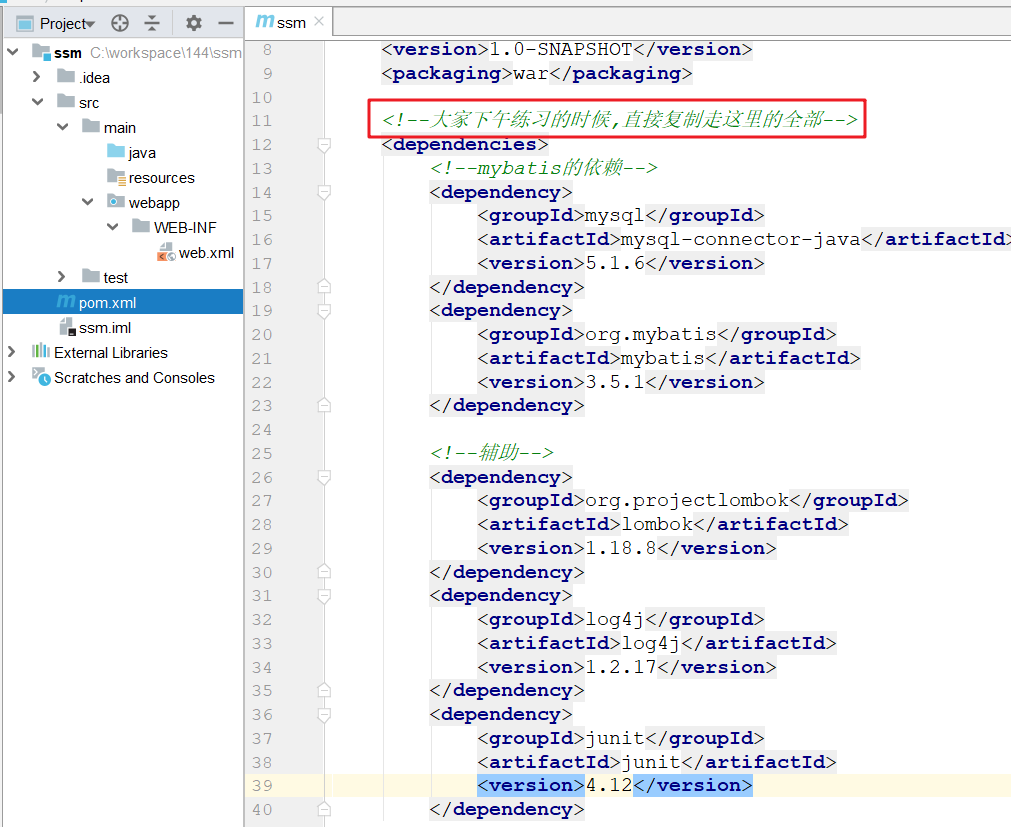 Project
ssm
ssm C:\workspace\144\ssm
.idea
src
main
java
resources
webapp
WEB-INF
web.xml
test
pom.xml
ssm.iml
External Libraries
Scratches and Consoles
8 <version>1.0-SNAPSHOT</version>
9 <packaging>war</packaging>
10
11 <!--大家下午练习的时候,直接复制走这里的全部-->
12 <dependencies>
13 <!--mybatis的依赖-->
14 <dependency>
15 <groupId>mysql</groupId>
16 <artifactId>mysql-connector-java</artifactId>
17 <version>5.1.6</version>
18 </dependency>
19 <dependency>
20 <groupId>org.mybatis</groupId>
21 <artifactId>mybatis</artifactId>
22 <version>3.5.1</version>
23 </dependency>
24
25 <!--辅助-->
26 <dependency>
27 <groupId>org.projectlombok</groupId>
28 <artifactId>lombok</artifactId>
29 <version>1.18.8</version>
30 </dependency>
31 <dependency>
32 <groupId>log4j</groupId>
33 <artifactId>log4j</artifactId>
34 <version>1.2.17</version>
35 </dependency>
36 <dependency>
37 <groupId>junit</groupId>
38 <artifactId>junit</artifactId>
39 <version>4.12</version>
40 </dependency>